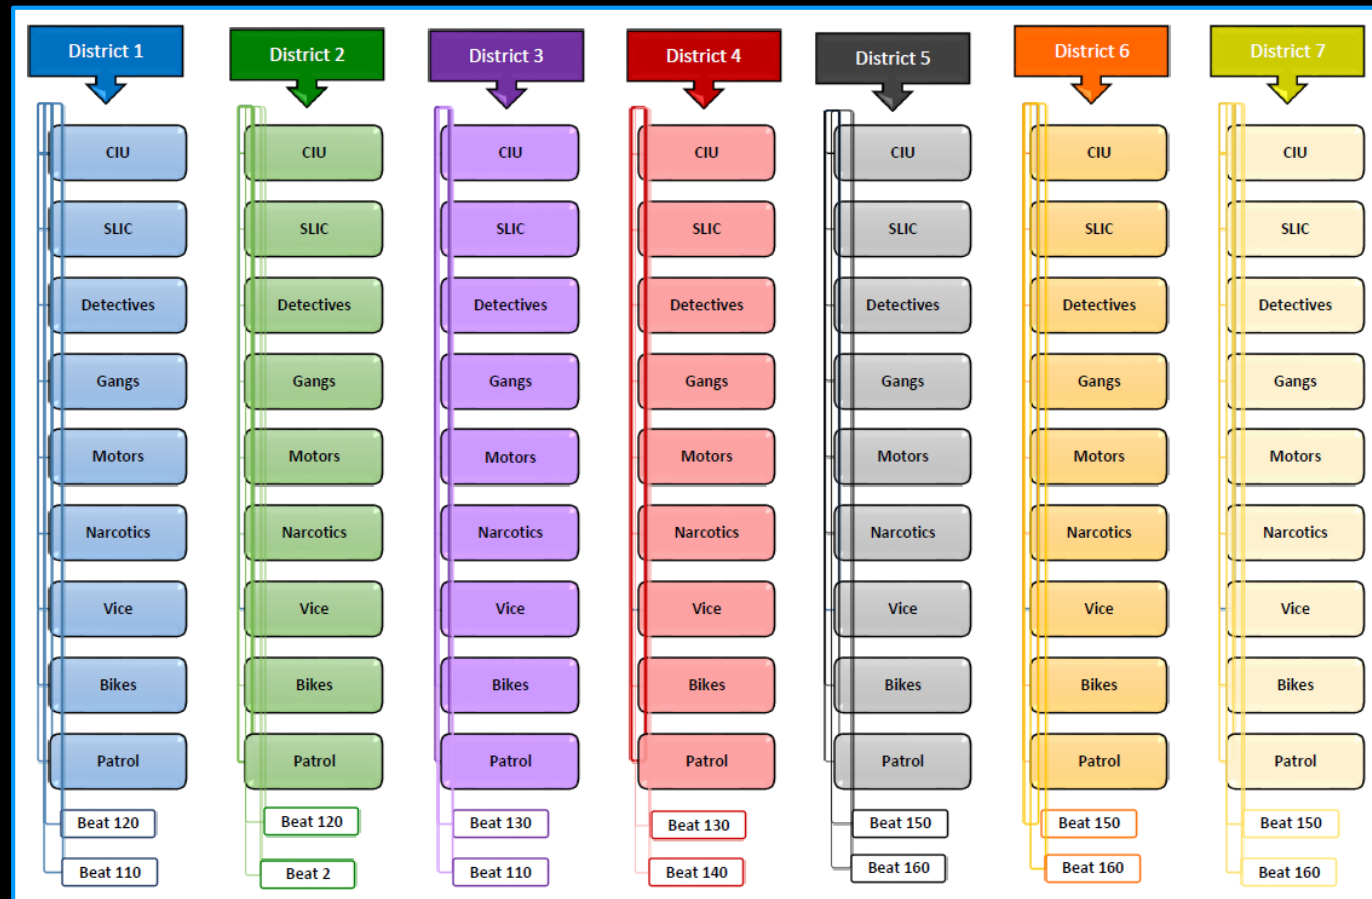 District 1
CIU
SLIC
Detectives
Gangs
Motors
Narcotics
Vice
Bikes
Patrol
Beat 120
Beat 110
District 2
CIU
SLIC
Detectives
Gangs
Motors
Narcotics
Vice
Bikes
Patrol
Beat 120
Beat 2
District 3
CIU
SLIC
Detectives
Gangs
Motors
Narcotics
Vice
Bikes
Patrol
Beat 130
Beat 110
District 4
CIU
SLIC
Detectives
Gangs
Motors
Narcotics
Vice
Bikes
Patrol
Beat 130
Beat 140
District 5
CIU
SLIC
Detectives
Gangs
Motors
Narcotics
Vice
Bikes
Patrol
Beat 150
Beat 160
District 6
CIU
SLIC
Detectives
Gangs
Motors
Narcotics
Vice
Bikes
Patrol
Beat 150
Beat 160
District 7
CIU
SLIC
Detectives
Gangs
Motors
Narcotics
Vice
Bikes
Patrol
Beat 150
Beat 160